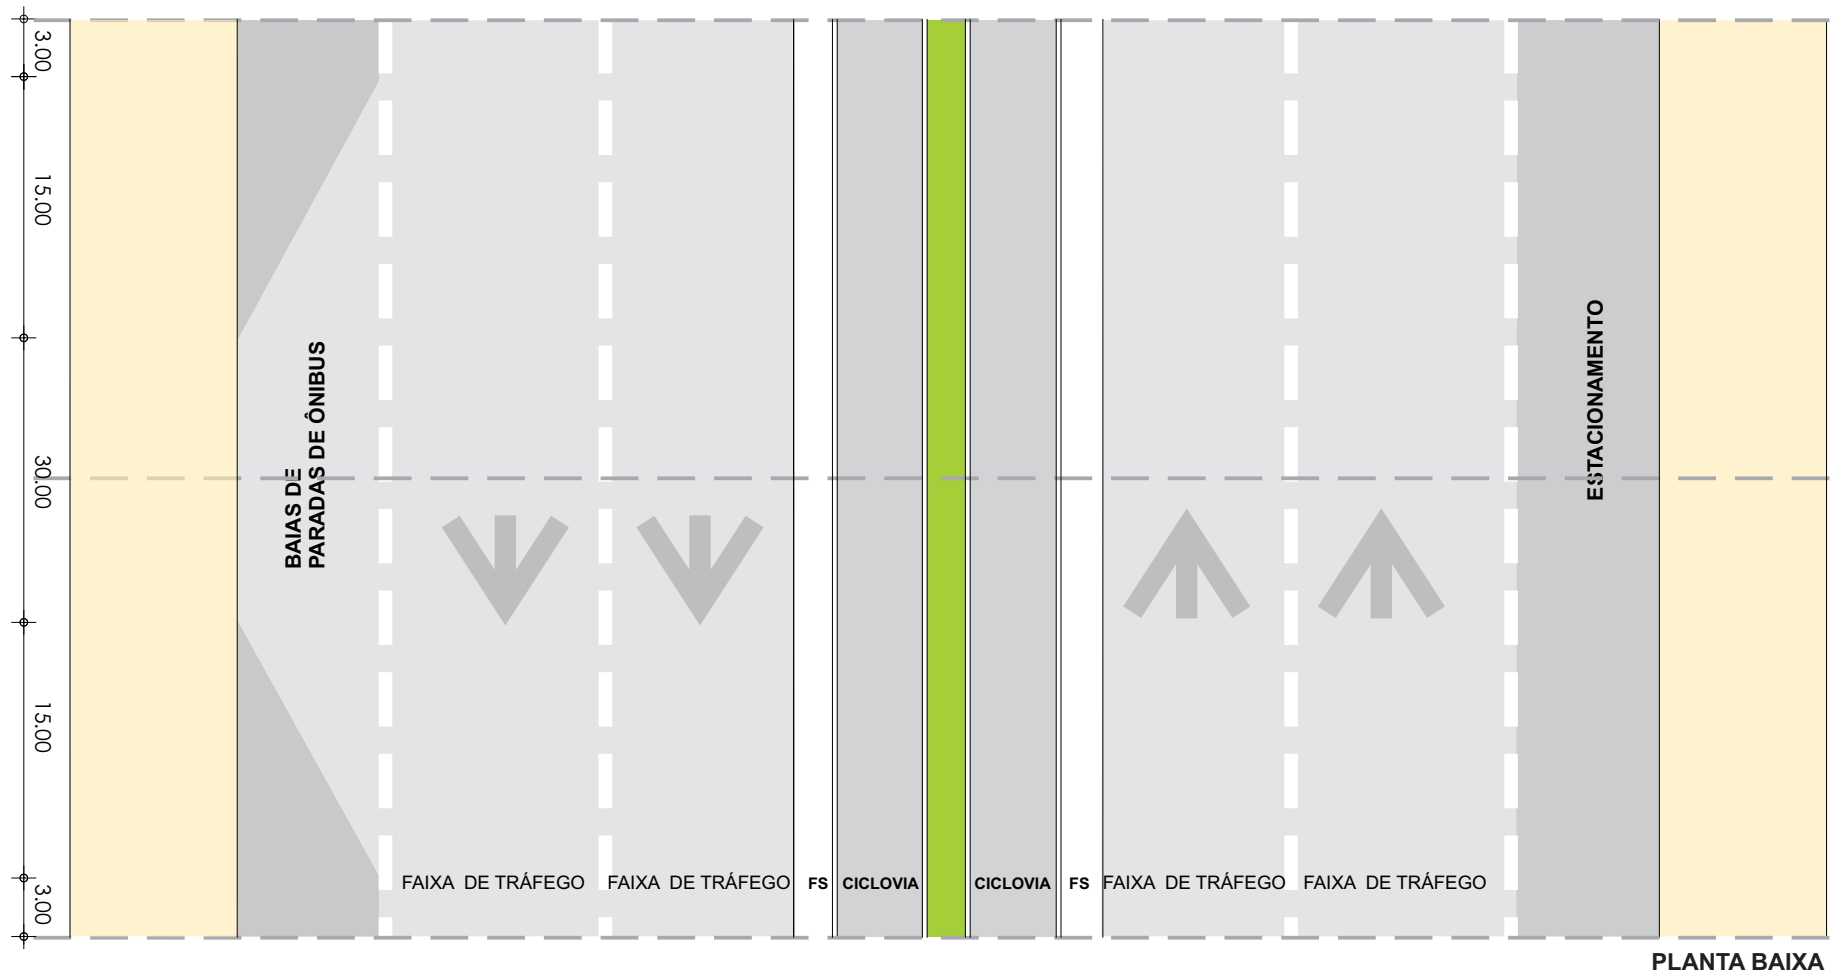 3.00
15.00
30.00
15.00
3.00
BAIAS DE
PARADAS DE ÔNIBUS
ESTACIONAMENTO
FAIXA DE TRÁFEGO
FAIXA DE TRÁFEGO
FS
CICLOVIA
CICLOVIA
FS
FAIXA DE TRÁFEGO
FAIXA DE TRÁFEGO
PLANTA BAIXA